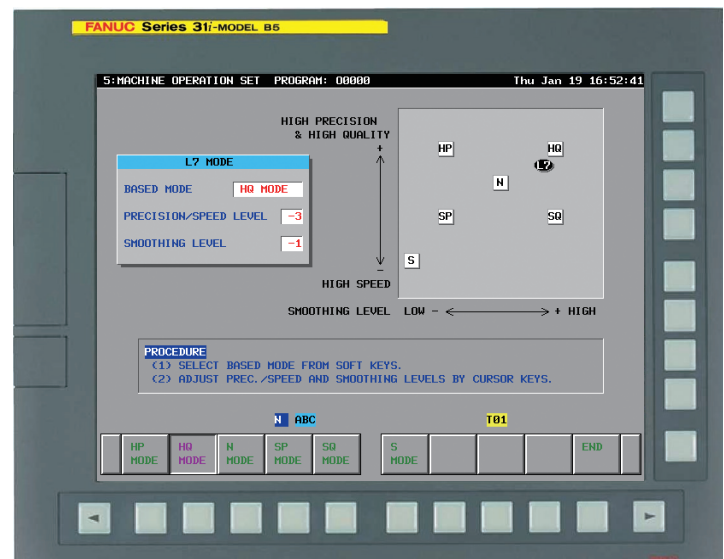 FANUC Series 31i-MODEL B5
5:MACHINE OPERATION SET PROGRAM: O0000 Thu Jan 19 16:52:41
HIGH PRECISION
& HIGH QUALITY
+
L7 MODE
BASED MODE HQ MODE
PRECISION/SPEED LEVEL -3
SMOOTHING LEVEL -1
HP
HQ
L7
N
SP
SQ
S
-
HIGH SPEED
SMOOTHING LEVEL LOW - + HIGH
PROCEDURE
(1) SELECT BASED MODE FROM SOFT KEYS.
(2) ADJUST PREC./SPEED AND SMOOTHING LEVELS BY CURSOR KEYS.
N ABC T01
HP MODE
HQ MODE
N MODE
SP MODE
SQ MODE
S MODE
END